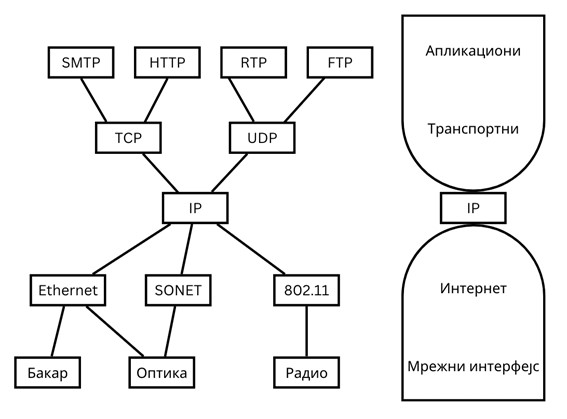 SMTP
HTTP
RTP
FTP
TCP
UDP
IP
Ethernet
SONET
802.11
Бакар
Оптика
Радио
Апликациони
Транспортни
IP
Интернет
Мрежни интерфејс